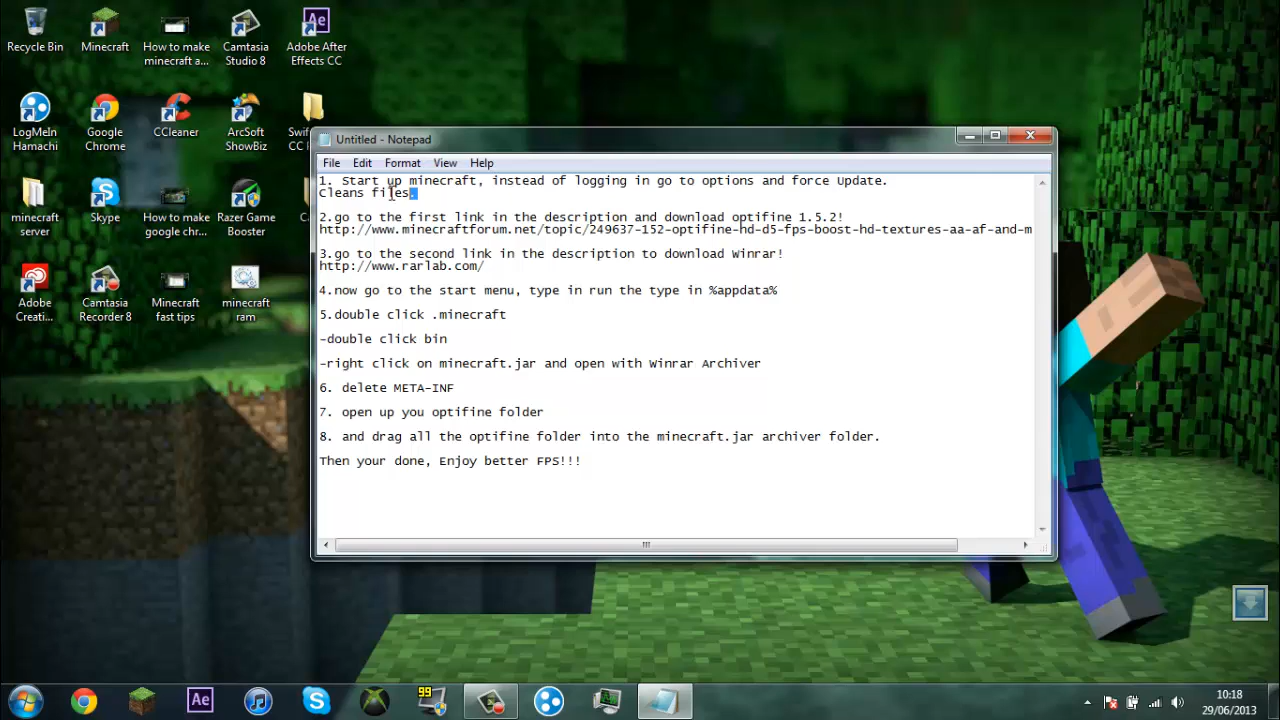 Recycle Bin
Minecraft
How to make minecraft a...
Camtasia Studio 8
Adobe After Effects CC
LogMeIn Hamachi
Google Chrome
CCleaner
ArcSoft ShowBiz
minecraft server
Skype
How to make google chr...
Razer Game Booster
Adobe Creati...
Camtasia Recorder 8
Minecraft fast tips
minecraft ram
Untitled - Notepad
File Edit Format View Help
1. Start up minecraft, instead of logging in go to options and force Update.
Cleans files.
2.go to the first link in the description and download optifine 1.5.2!
http://www.minecraftforum.net/topic/249637-152-optifine-hd-d5-fps-boost-hd-textures-aa-af-and-m
3.go to the second link in the description to download Winrar!
http://www.rarlab.com/
4.now go to the start menu, type in run the type in %appdata%
5.double click .minecraft
-double click bin
-right click on minecraft.jar and open with Winrar Archiver
6. delete META-INF
7. open up you optifine folder
8. and drag all the optifine folder into the minecraft.jar archiver folder.
Then your done, Enjoy better FPS!!!
Ae
99
10:18
29/06/2013